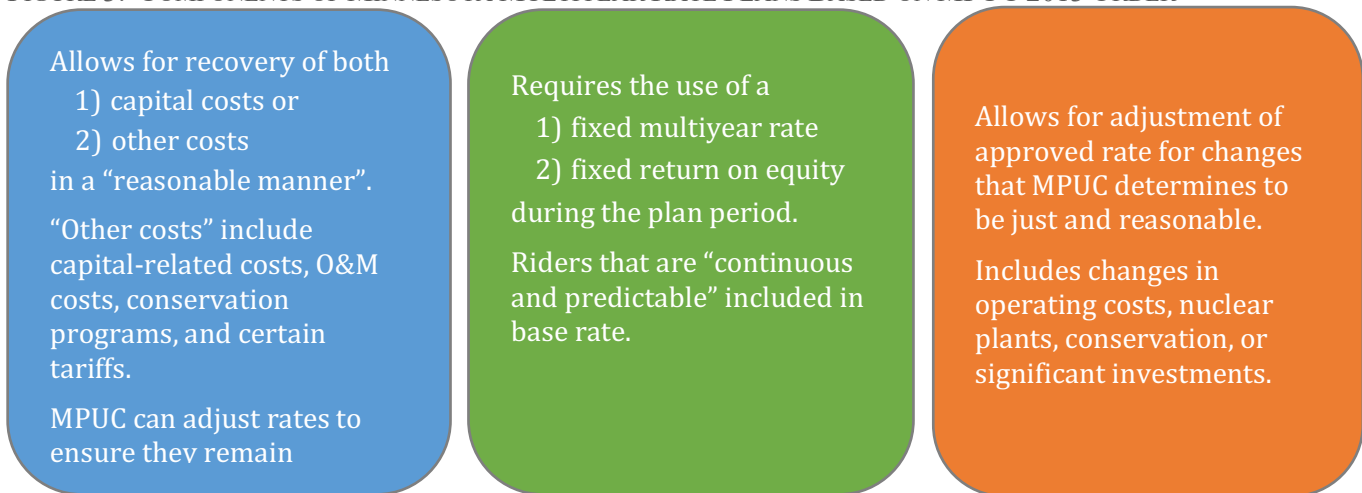 Allows for recovery of both
1) capital costs or
2) other costs
in a “reasonable manner”.
“Other costs” include
capital-related costs, O&M
costs, conservation
programs, and certain
tariffs.
MPUC can adjust rates to
ensure they remain
Requires the use of a
1) fixed multiyear rate
2) fixed return on equity
during the plan period.
Riders that are “continuous
and predictable” included in
base rate.
Allows for adjustment of
approved rate for changes
that MPUC determines to
be just and reasonable.
Includes changes in
operating costs, nuclear
plants, conservation, or
significant investments.